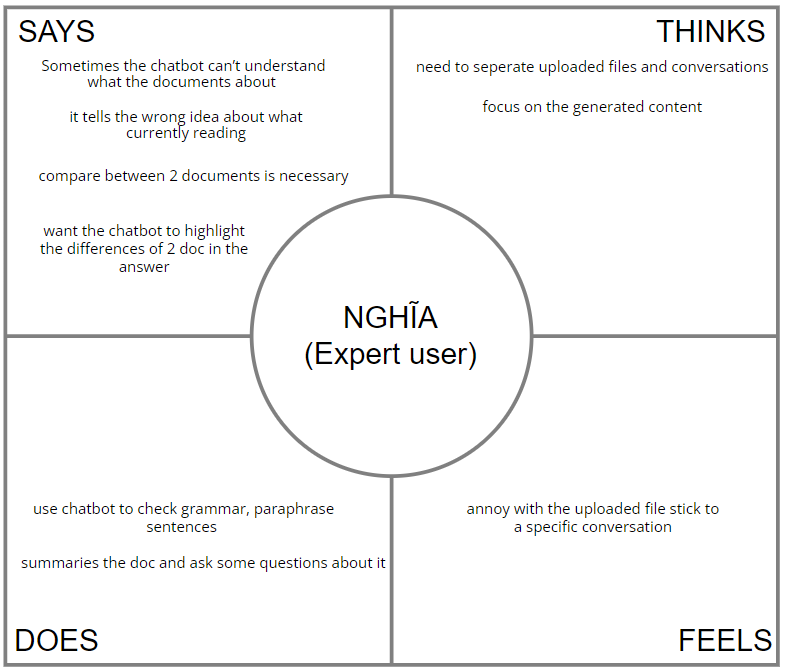 SAYS
Sometimes the chatbot can't understand
what the documents about
it tells the wrong idea about what
currently reading
compare between 2 documents is necessary
want the chatbot to highlight
the differences of 2 doc in the
answer
THINKS
need to seperate uploaded files and conversations
focus on the generated content
NGHĨA
(Expert user)
use chatbot to check grammar, paraphrase
sentences
summaries the doc and ask some questions about it
DOES
annoy with the uploaded file stick to
a specific conversation
FEELS